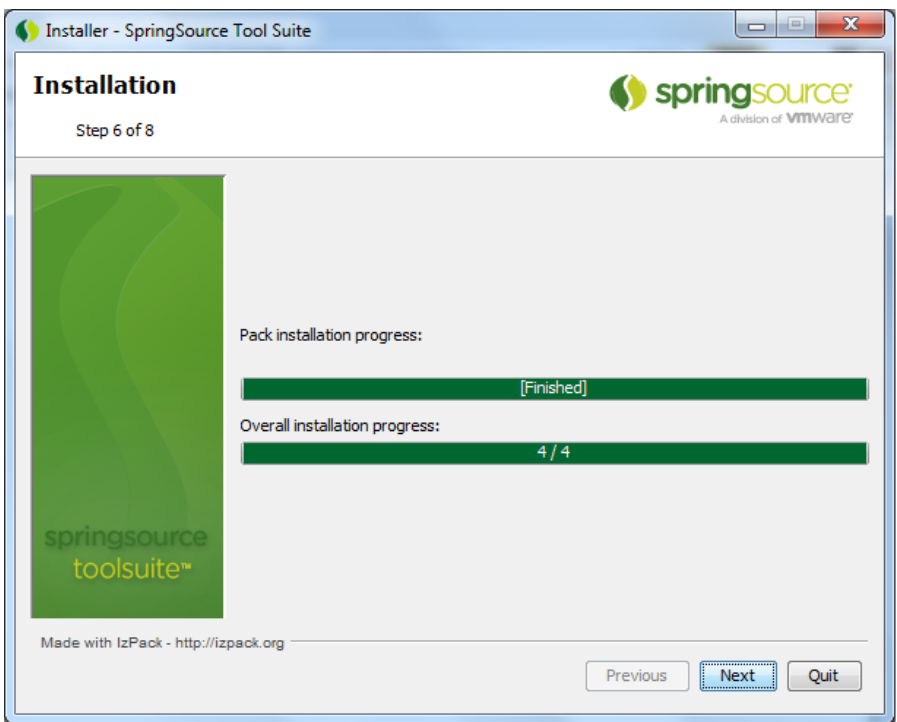 Installer - SpringSource Tool Suite
Installation
Step 6 of 8
springsource
A division of vmware
Pack installation progress:
[Finished]
Overall installation progress:
4 / 4
springsource
toolsuite™
Made with IzPack - http://izpack.org
Previous
Next
Quit